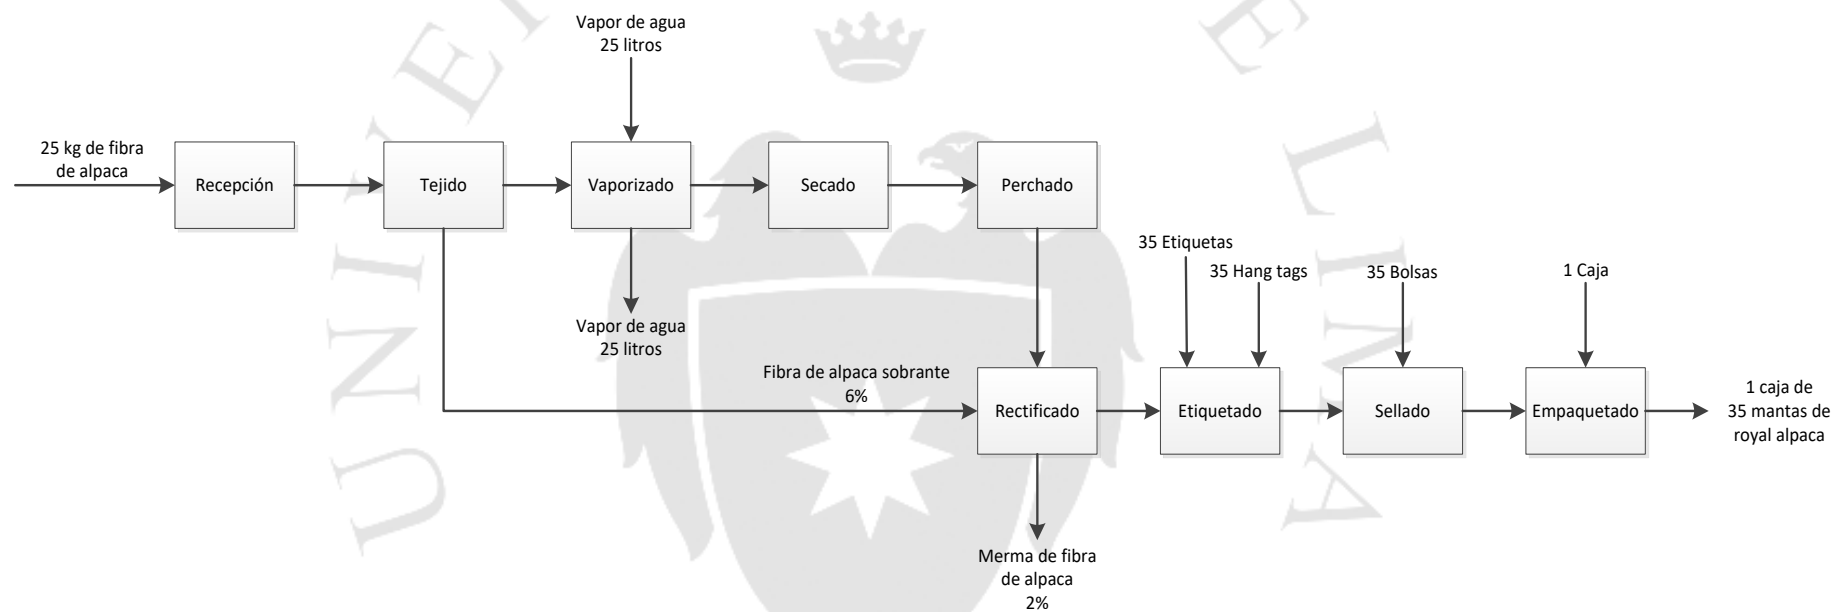 Vapor de agua
25 litros
25 kg de fibra
de alpaca
Recepción
Tejido
Vaporizado
Secado
Perchado
Vapor de agua
25 litros
35 Etiquetas
35 Hang tags
35 Bolsas
1 Caja
Fibra de alpaca sobrante
6%
Rectificado
Etiquetado
Sellado
Empaquetado
1 caja de
35 mantas de
royal alpaca
Merma de fibra
de alpaca
2%